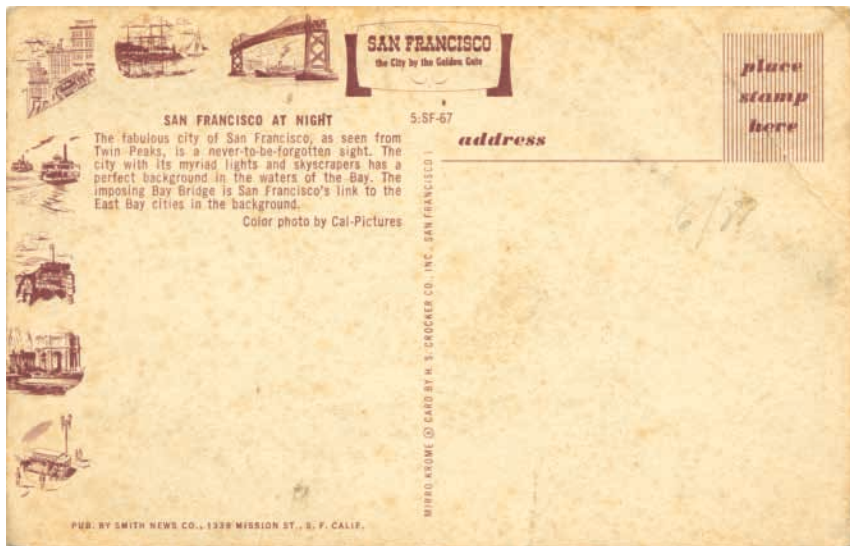 SAN FRANCISCO
the City by the Golden Gate
place
stamp
here
SAN FRANCISCO AT NIGHT
5:SF-67
address
The fabulous city of San Francisco, as seen from
Twin Peaks, is a never-to-be-forgotten sight. The
city with its myriad lights and skyscrapers has a
perfect background in the waters of the Bay. The
imposing Bay Bridge is San Francisco's link to the
East Bay cities in the background.
Color photo by Cal-Pictures
MIRRO KROME ® CARD BY H. S. CROCKER CO. INC. SAN FRANCISCO 1
PUB. BY SMITH NEWS CO., 1339 MISSION ST., S. F. CALIF.